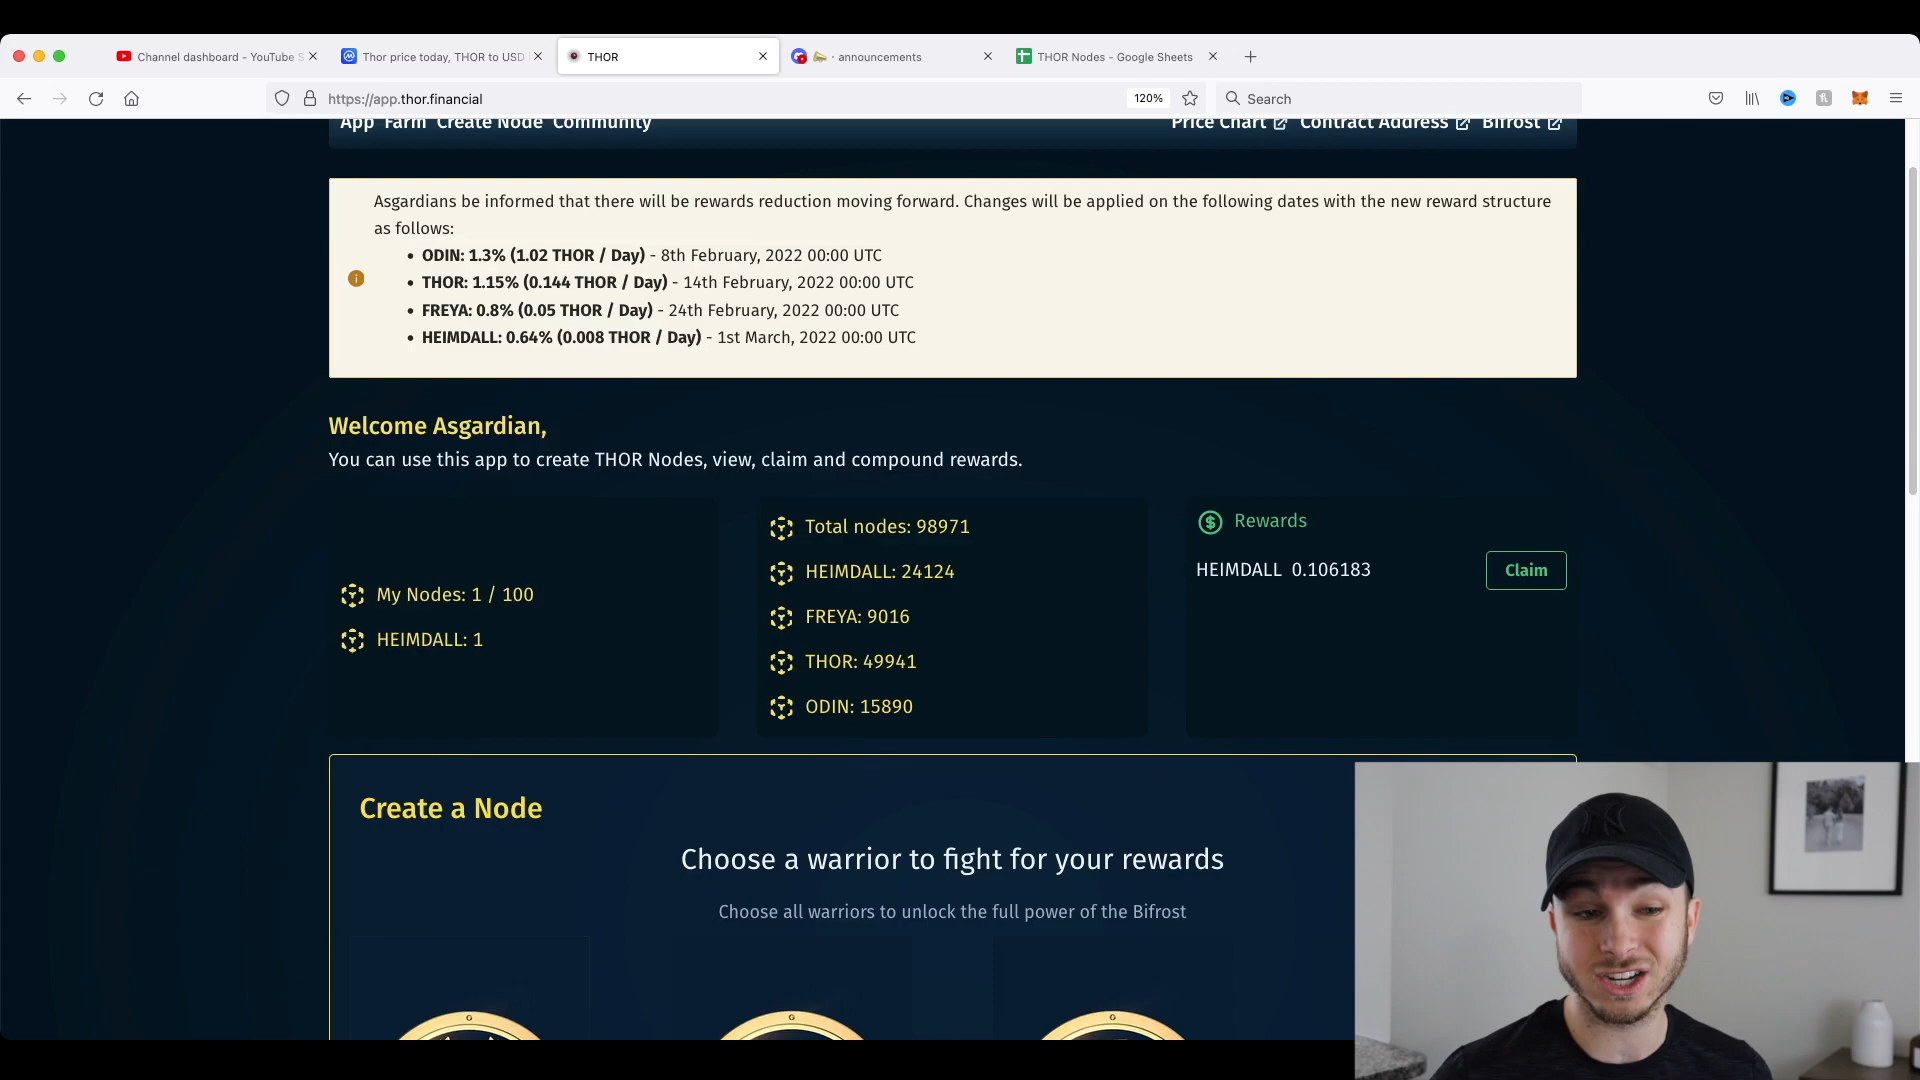 Channel dashboard - YouTube S
Thor price today, THOR to USD
THOR
· announcements
THOR Nodes - Google Sheets
https://app.thor.financial
120%
Search
App Farm Create Node Community
Price Chart Contract Address Bifrost
Asgardians be informed that there will be rewards reduction moving forward. Changes will be applied on the following dates with the new reward structure
as follows:
• ODIN: 1.3% (1.02 THOR / Day) - 8th February, 2022 00:00 UTC
• THOR: 1.15% (0.144 THOR / Day) - 14th February, 2022 00:00 UTC
• FREYA: 0.8% (0.05 THOR / Day) - 24th February, 2022 00:00 UTC
• HEIMDALL: 0.64% (0.008 THOR / Day) - 1st March, 2022 00:00 UTC
Welcome Asgardian,
You can use this app to create THOR Nodes, view, claim and compound rewards.
My Nodes: 1 / 100
HEIMDALL: 1
Total nodes: 98971
HEIMDALL: 24124
FREYA: 9016
THOR: 49941
ODIN: 15890
Rewards
HEIMDALL 0.106183
Claim
Create a Node
Choose a warrior to fight for your rewards
Choose all warriors to unlock the full power of the Bifrost